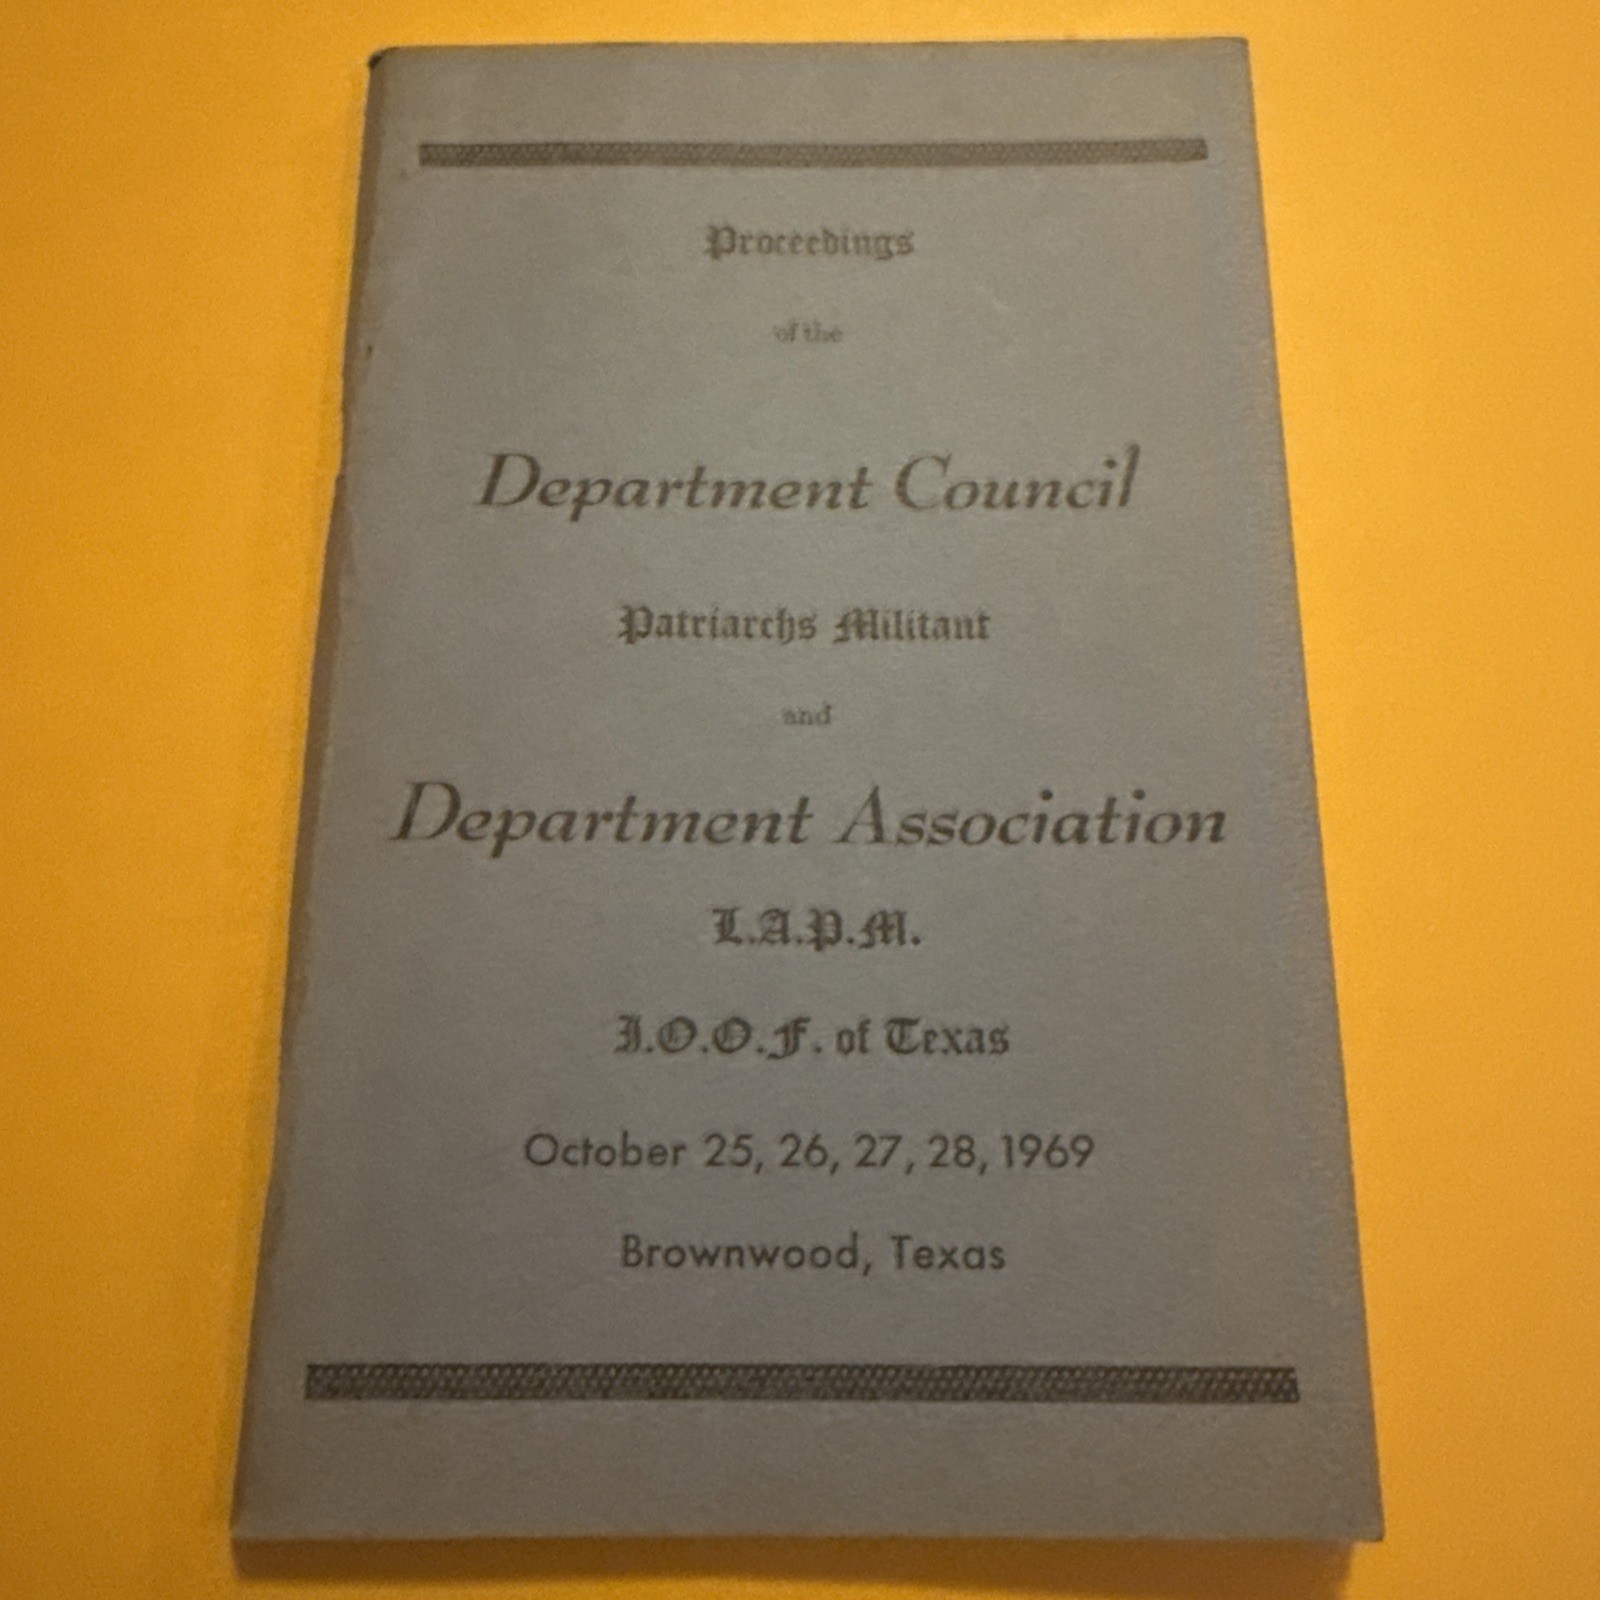 Proceedings
of the
Department Council
Patriarchs Militant
and
Department Association
L.A.P.M.
I.O.O.F. of Texas
October 25, 26, 27, 28, 1969
Brownwood, Texas